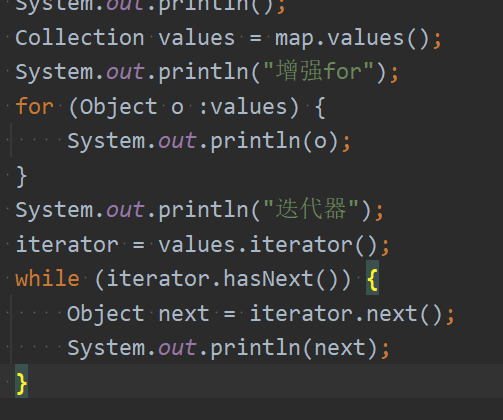 System.out.println();
Collection values = map.values();
System.out.println("增强for");
for (Object o :values) {
    System.out.println(o);
}
System.out.println("迭代器");
iterator = values.iterator();
while (iterator.hasNext()) {
    Object next = iterator.next();
    System.out.println(next);
}